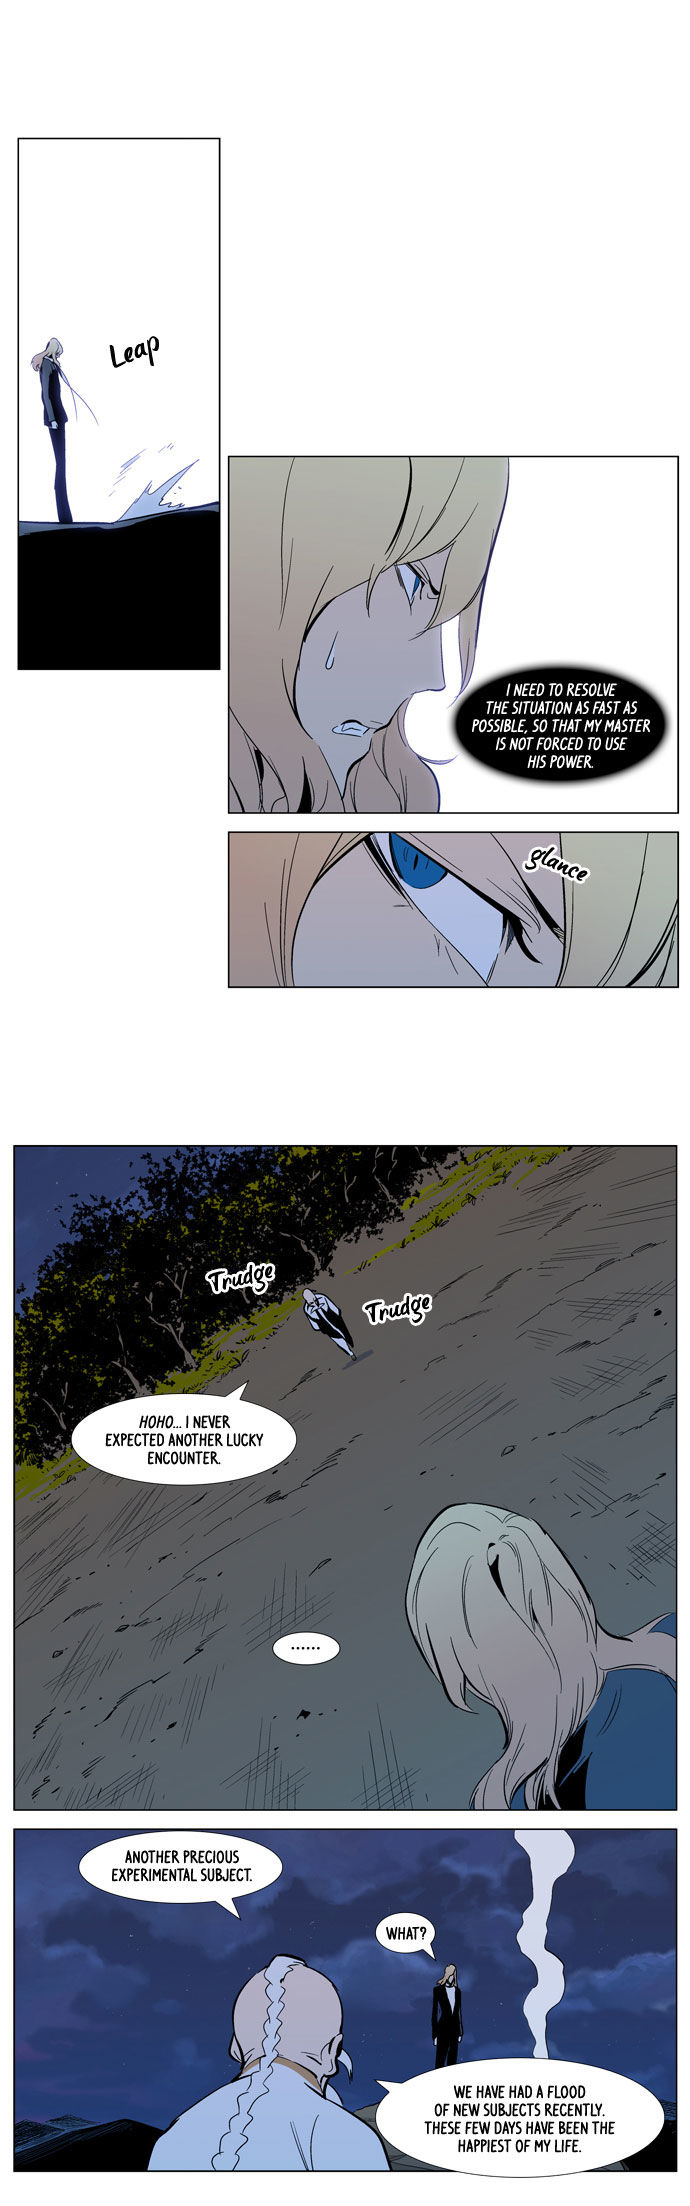 Leap
I NEED TO RESOLVE
THE SITUATION AS FAST AS
POSSIBLE, SO THAT MY MASTER
IS NOT FORCED TO USE
HIS POWER.
glance
Trudge
Trudge
HOHO... I NEVER
EXPECTED ANOTHER LUCKY
ENCOUNTER.
......
ANOTHER PRECIOUS
EXPERIMENTAL SUBJECT.
WHAT?
WE HAVE HAD A FLOOD
OF NEW SUBJECTS RECENTLY.
THESE FEW DAYS HAVE BEEN THE
HAPPIEST OF MY LIFE.